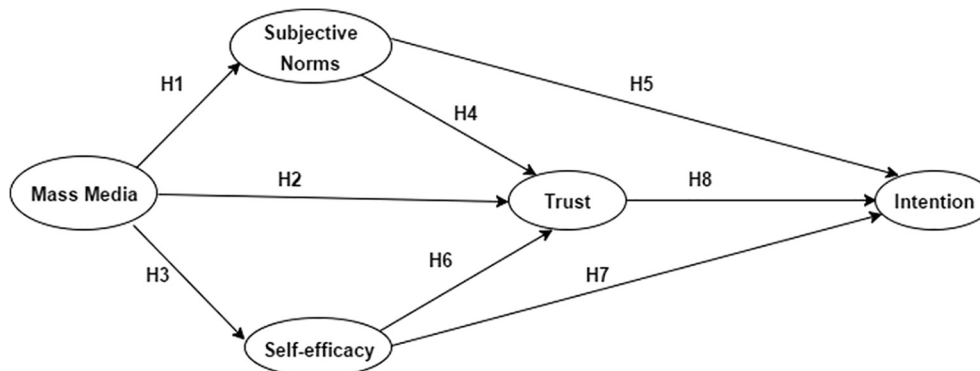 Subjective
Norms
H1
H5
H4
Mass Media
H2
Trust
H8
Intention
H3
H6
H7
Self-efficacy